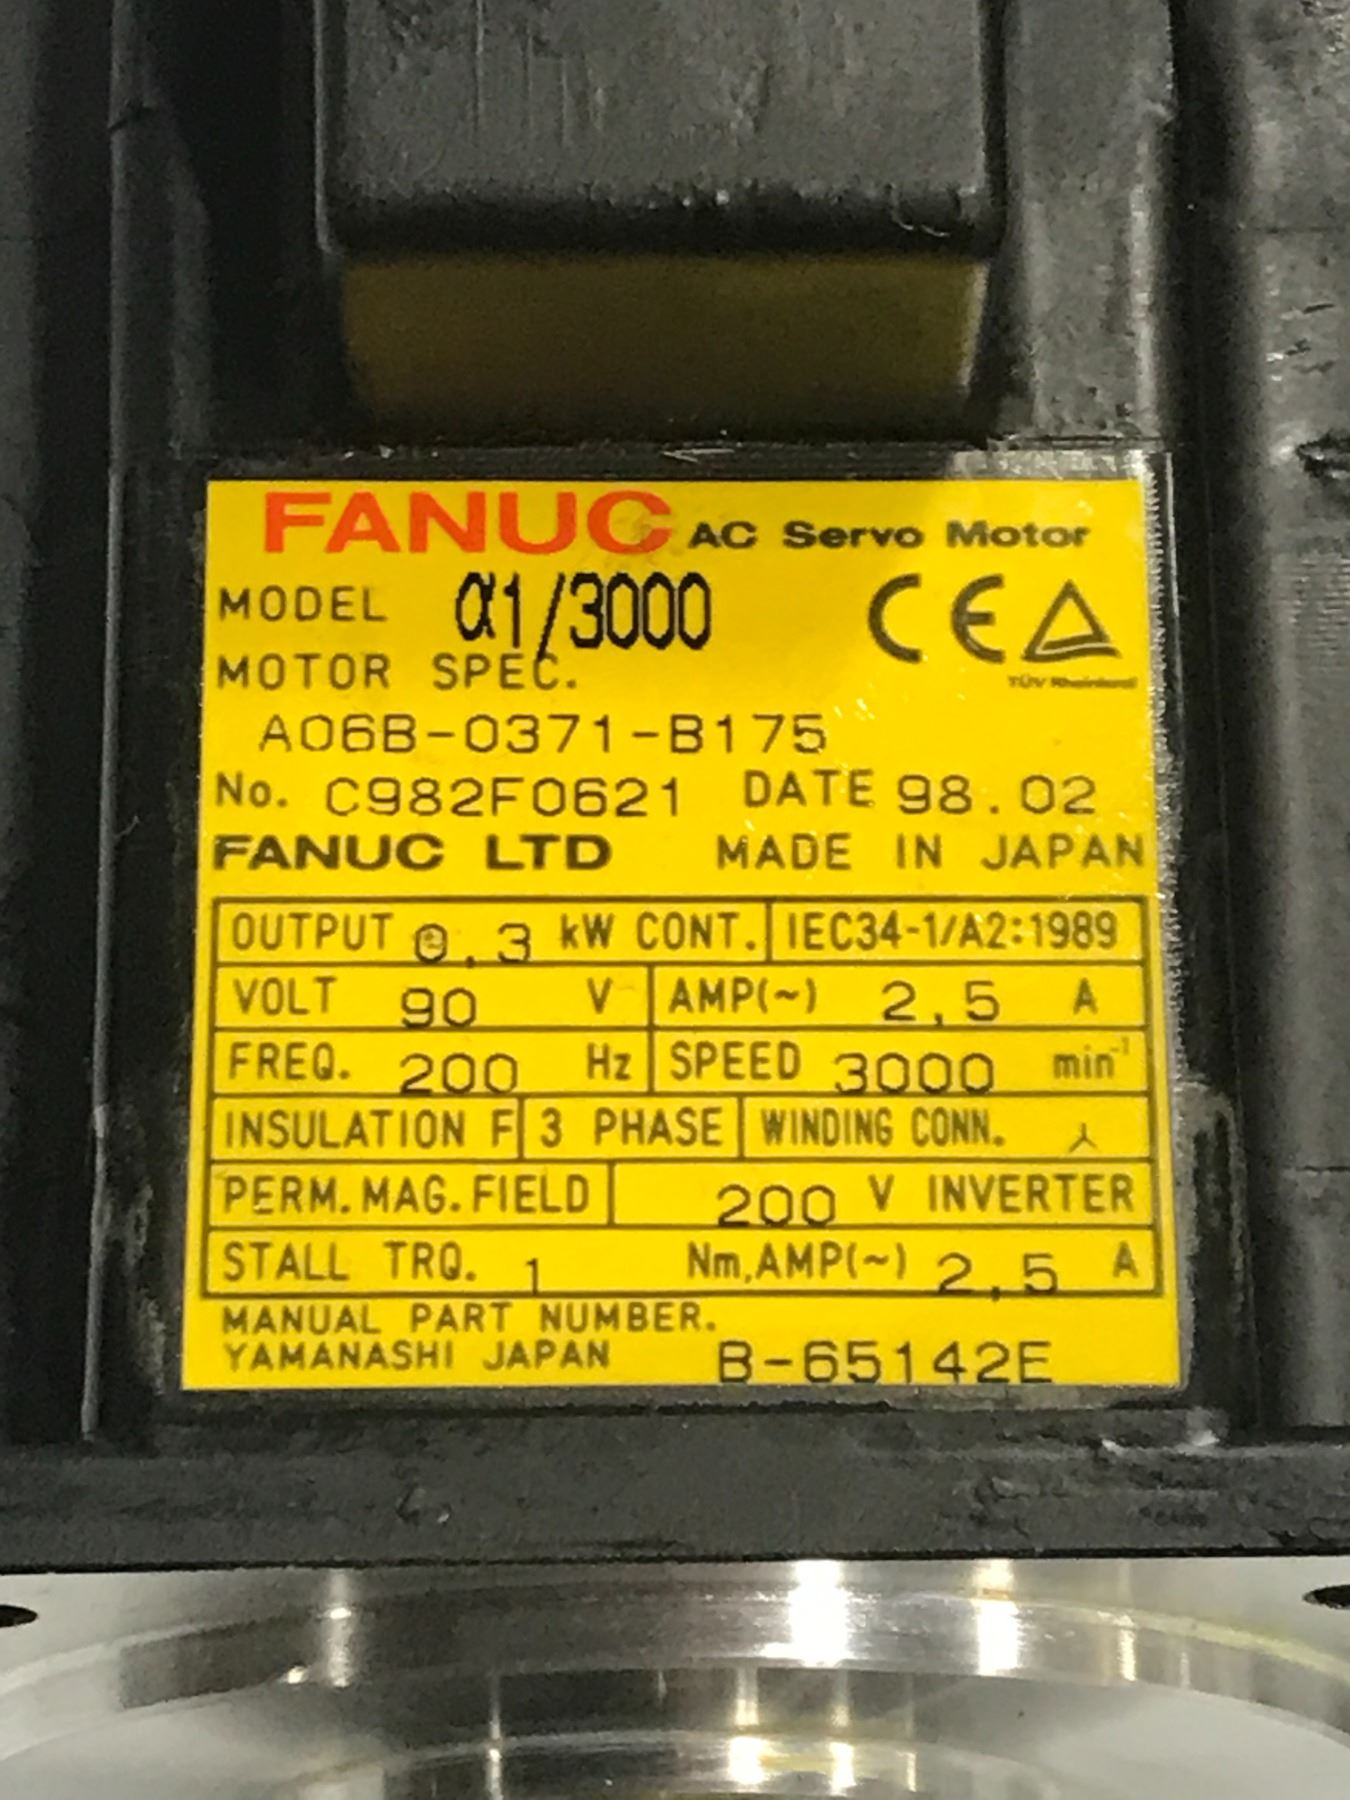 FANUC AC Servo Motor
MODEL α1/3000 CE
MOTOR SPEC.
TÜV Rheinland
A06B-0371-B175
No. C982F0621 DATE 98.02
FANUC LTD MADE IN JAPAN
OUTPUT 0.3 kW CONT. IEC34-1/A2:1989
VOLT 90 V AMP(~) 2.5 A
FREQ. 200 Hz SPEED 3000 min⁻¹
INSULATION F 3 PHASE WINDING CONN. ⅄
PERM. MAG. FIELD 200 V INVERTER
STALL TRQ. 1 Nm, AMP(~) 2.5 A
MANUAL PART NUMBER.
YAMANASHI JAPAN B-65142E